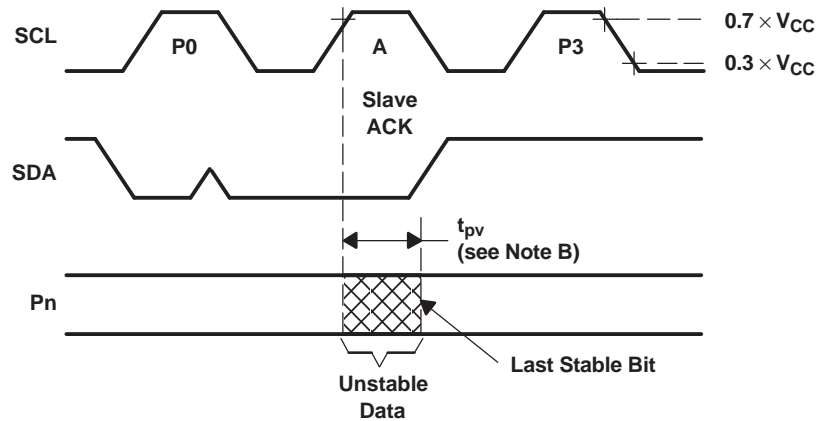 SCL
P0
A
P3
0.7 × VCC
0.3 × VCC
Slave
ACK
SDA
tpv
(see Note B)
Pn
Last Stable Bit
Unstable
Data